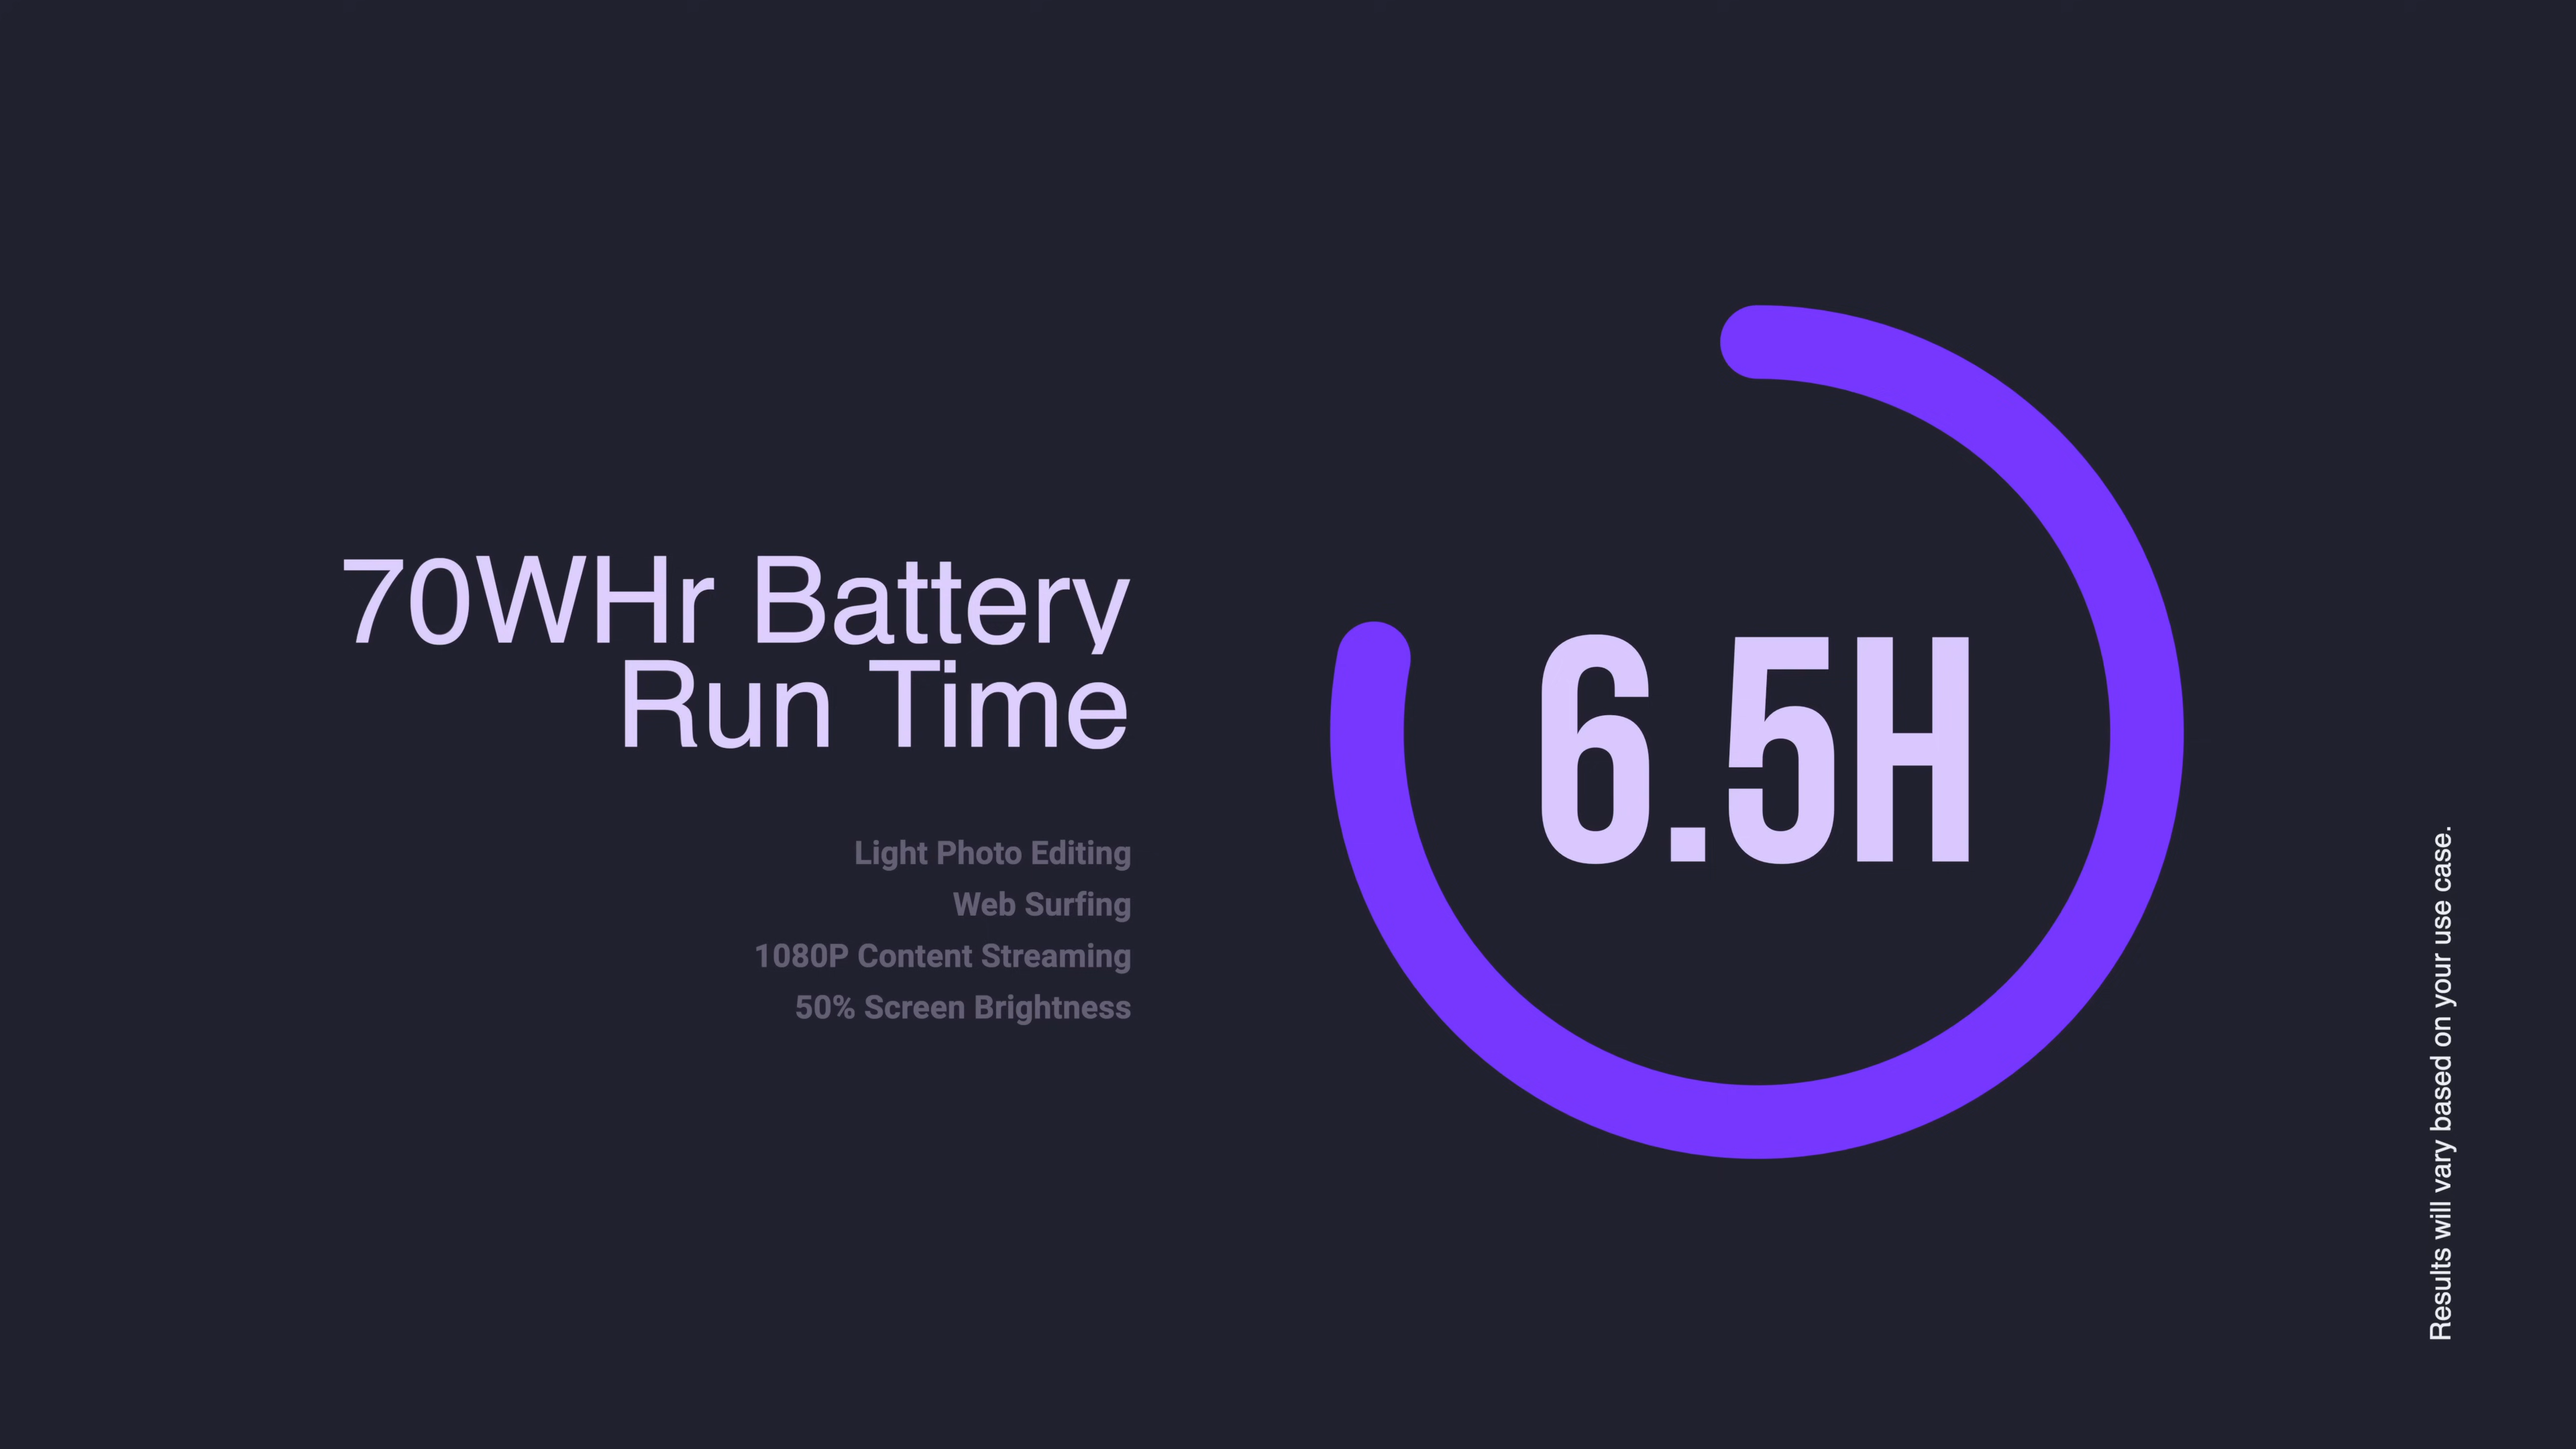 70WHr Battery
Run Time
Light Photo Editing
Web Surfing
1080P Content Streaming
50% Screen Brightness
6.5H
Results will vary based on your use case.